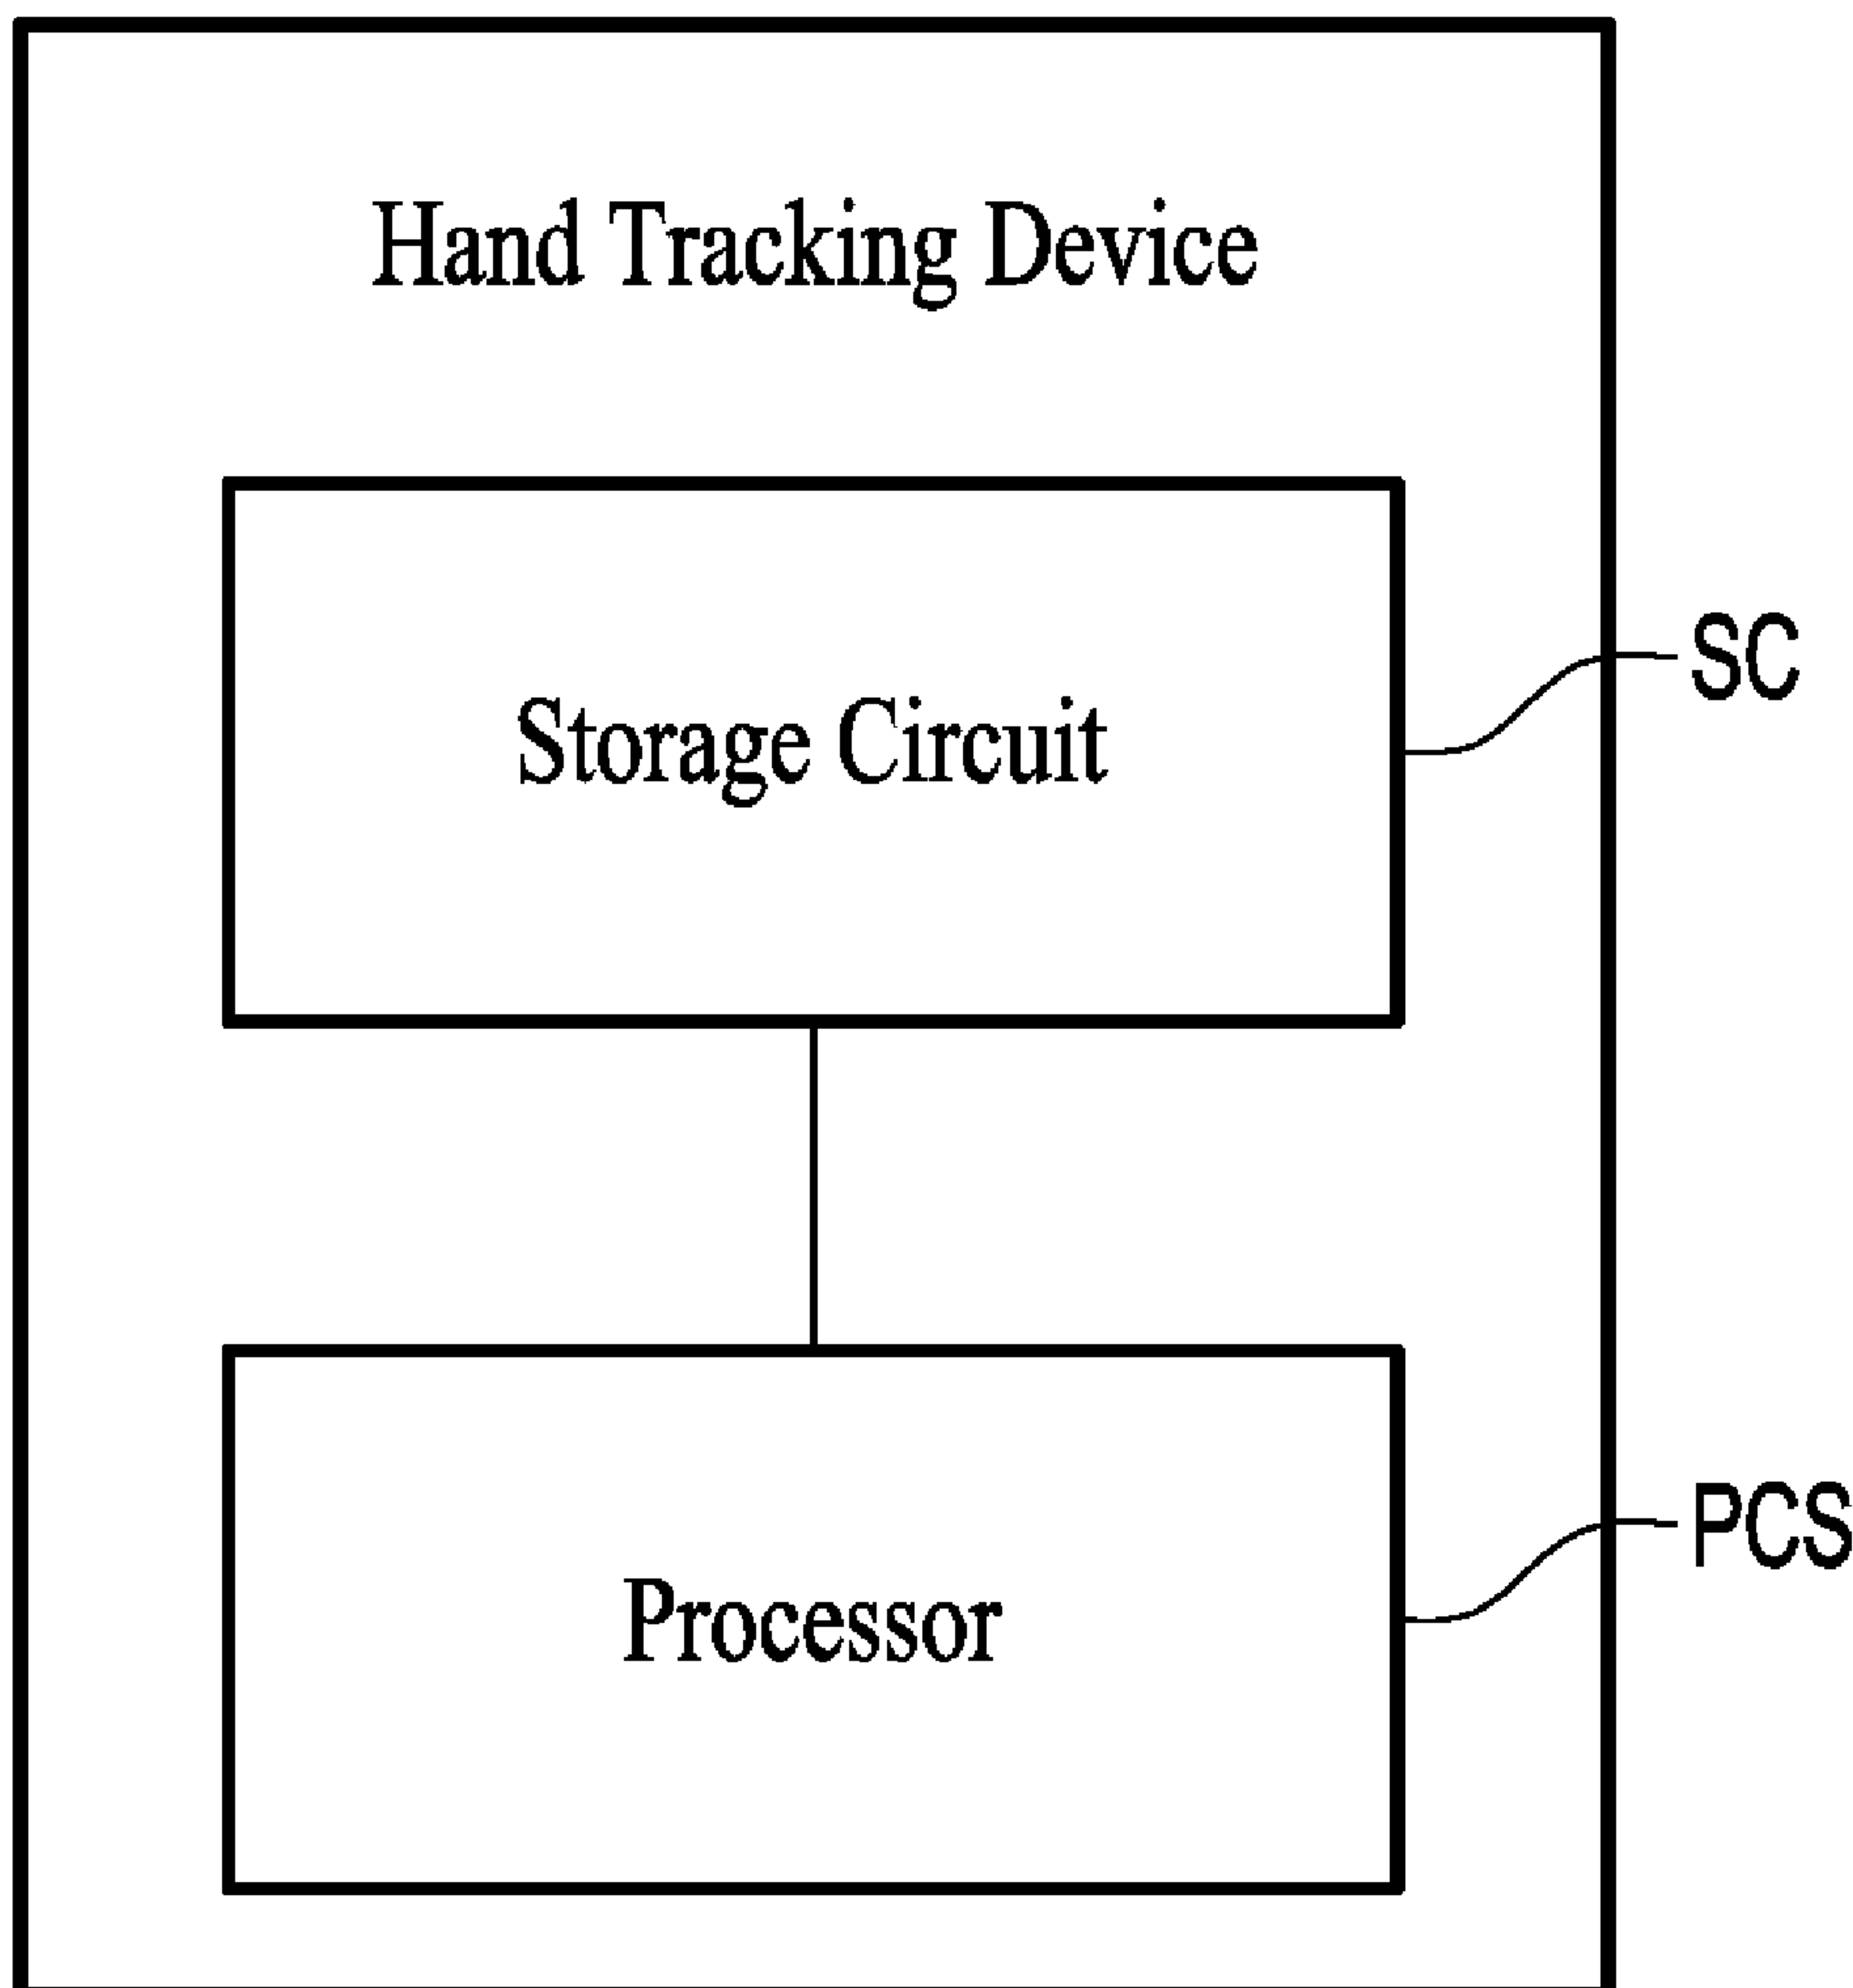 Hand Tracking Device
SC
Storage Circuit
PCS
Processor